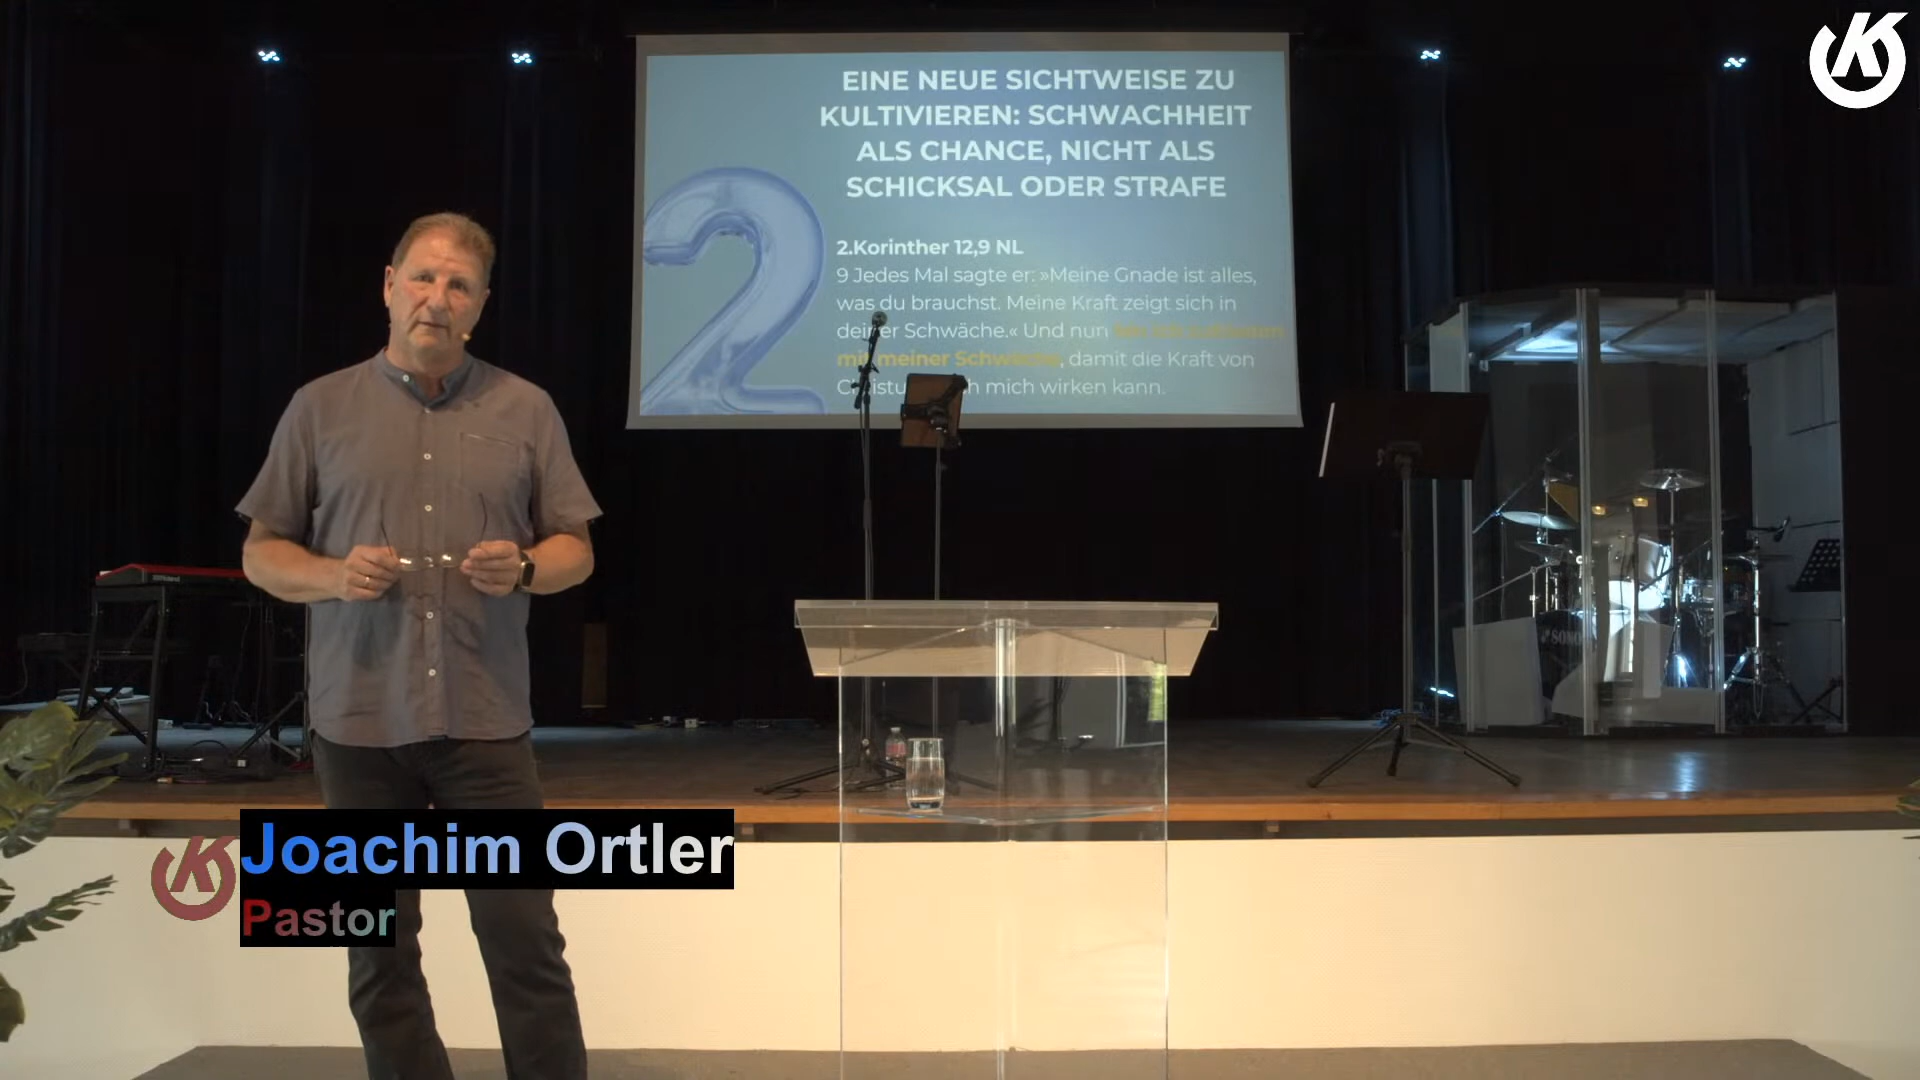 EINE NEUE SICHTWEISE ZU
KULTIVIEREN: SCHWACHHEIT
ALS CHANCE, NICHT ALS
SCHICKSAL ODER STRAFE
2
2.Korinther 12,9 NL
9 Jedes Mal sagte er: »Meine Gnade ist alles,
was du brauchst. Meine Kraft zeigt sich in
deiner Schwäche.« Und nun
mit meiner Schwäche, damit die Kraft von
mich wirken kann.
Roland
Joachim Ortler
Pastor